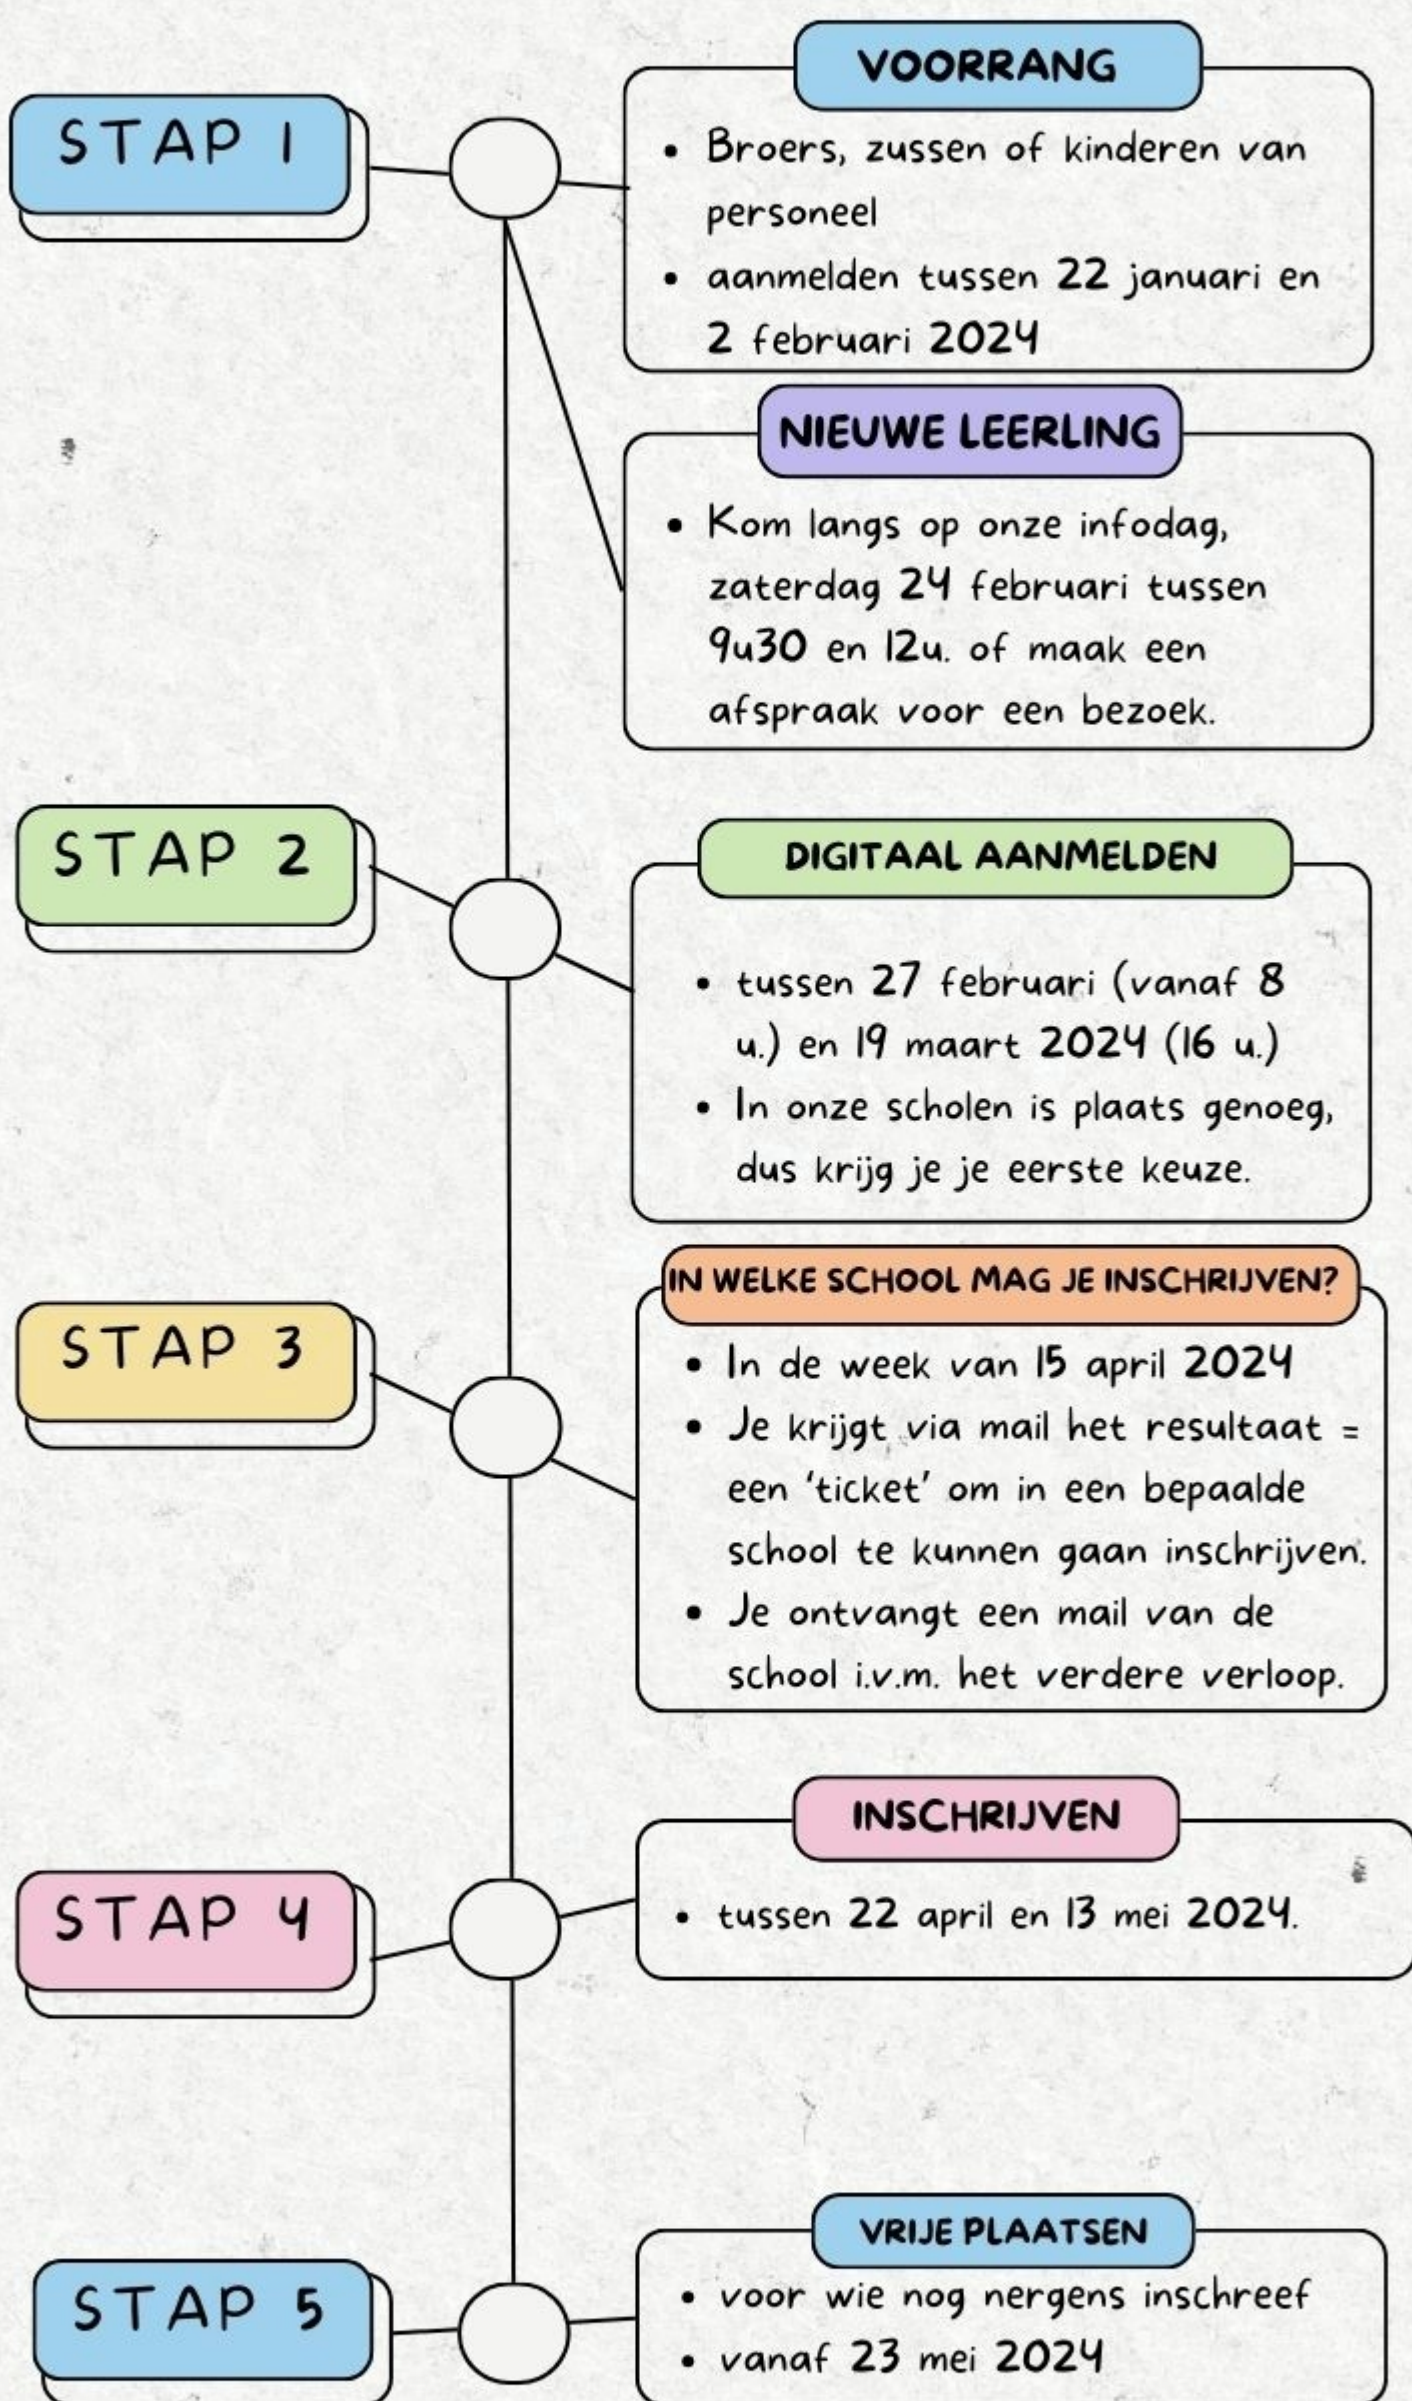 STAP 1
VOORRANG
• Broers, zussen of kinderen van
personeel
• aanmelden tussen 22 januari en
2 februari 2024
NIEUWE LEERLING
• Kom langs op onze infodag,
zaterdag 24 februari tussen
9u30 en 12u. of maak een
afspraak voor een bezoek.
STAP 2
DIGITAAL AANMELDEN
• tussen 27 februari (vanaf 8
u.) en 19 maart 2024 (16 u.)
• In onze scholen is plaats genoeg,
dus krijg je je eerste keuze.
STAP 3
IN WELKE SCHOOL MAG JE INSCHRIJVEN?
• In de week van 15 april 2024
• Je krijgt via mail het resultaat =
een ‘ticket’ om in een bepaalde
school te kunnen gaan inschrijven.
• Je ontvangt een mail van de
school i.v.m. het verdere verloop.
STAP 4
INSCHRIJVEN
• tussen 22 april en 13 mei 2024.
STAP 5
VRIJE PLAATSEN
• voor wie nog nergens inschreef
• vanaf 23 mei 2024